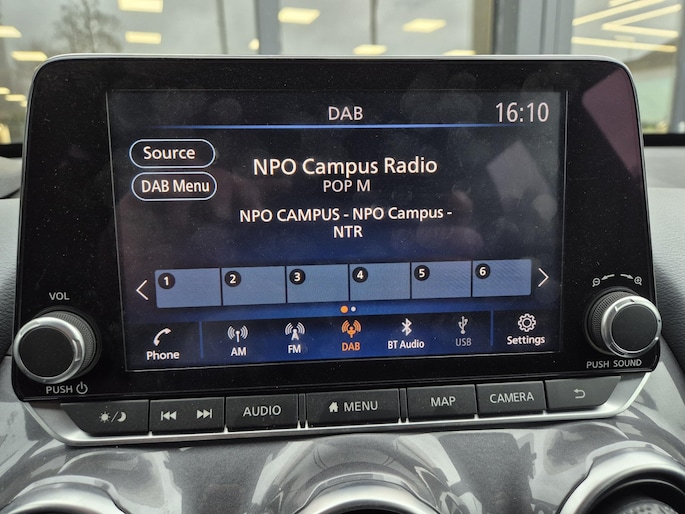 DAB
16:10
Source
DAB Menu
NPO Campus Radio
POP M
NPO CAMPUS - NPO Campus -
NTR
1 2 3 4 5 6
Phone AM FM DAB BT Audio USB Settings
VOL
PUSH
PUSH SOUND
AUDIO MENU MAP CAMERA